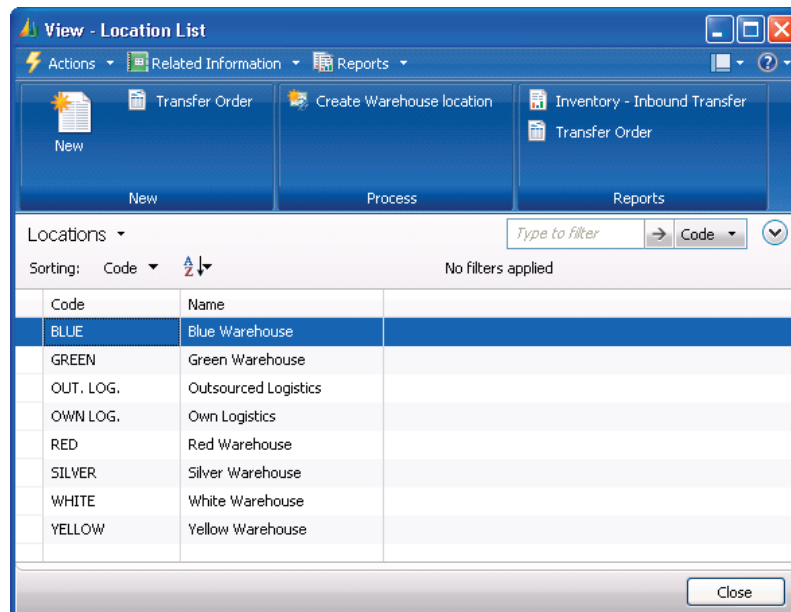 View - Location List
Actions Related Information Reports
New Transfer Order Create Warehouse location Inventory - Inbound Transfer
Transfer Order
New Process Reports
Locations Type to filter Code
Sorting: Code A Z No filters applied
Code Name
BLUE Blue Warehouse
GREEN Green Warehouse
OUT. LOG. Outsourced Logistics
OWN LOG. Own Logistics
RED Red Warehouse
SILVER Silver Warehouse
WHITE White Warehouse
YELLOW Yellow Warehouse
Close